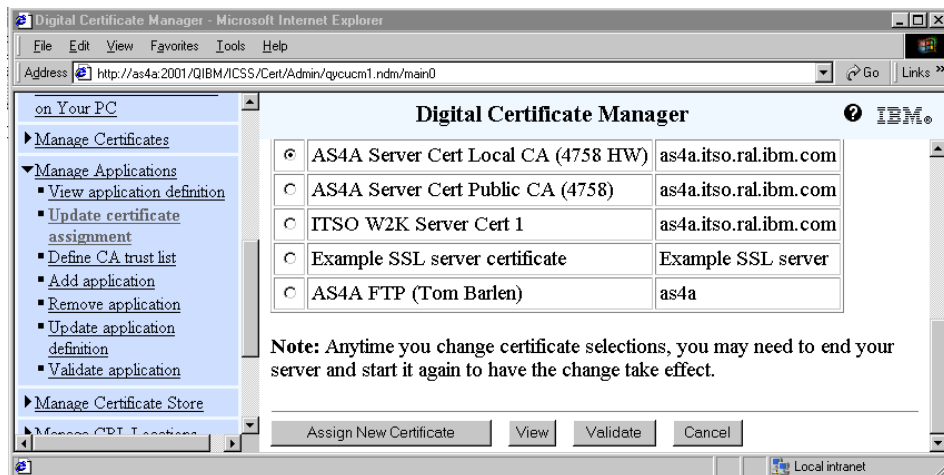 Digital Certificate Manager - Microsoft Internet Explorer
File Edit View Favorites Tools Help
Address http://as4a:2001/QIBM/ICSS/Cert/Admin/qycucm1.ndm/main0 Go Links »
on Your PC
Manage Certificates
Manage Applications
View application definition
Update certificate
assignment
Define CA trust list
Add application
Remove application
Update application
definition
Validate application
Manage Certificate Store
Manage CRL Locations
Digital Certificate Manager
IBM®
AS4A Server Cert Local CA (4758 HW) as4a.itso.ral.ibm.com
AS4A Server Cert Public CA (4758) as4a.itso.ral.ibm.com
ITSO W2K Server Cert 1 as4a.itso.ral.ibm.com
Example SSL server certificate Example SSL server
AS4A FTP (Tom Barlen) as4a
Note: Anytime you change certificate selections, you may need to end your
server and start it again to have the change take effect.
Assign New Certificate View Validate Cancel
Local intranet